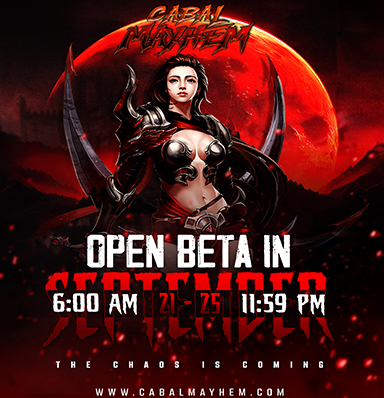 CABAL
MAYHEM
OPEN BETA IN
SEPTEMBER
6:00 AM 21 - 25 11:59 PM
THE CHAOS IS COMING
WWW.CABALMAYHEM.COM